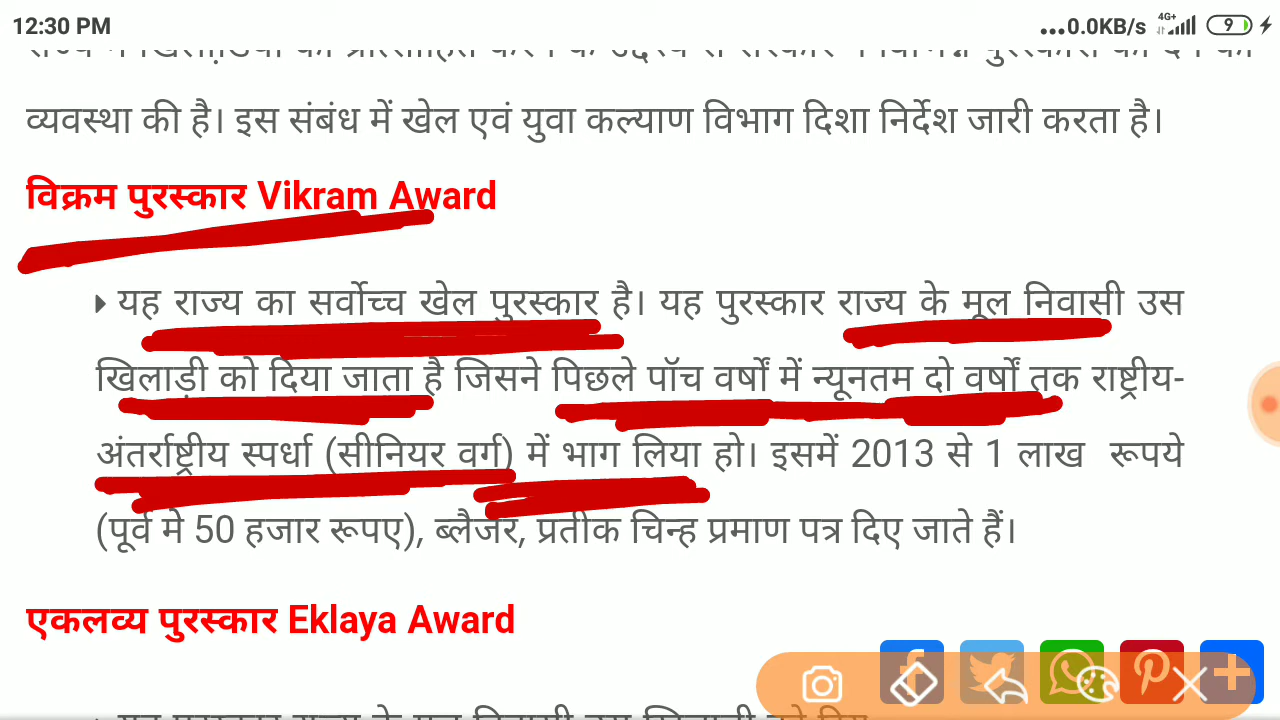 12:30 PM ...0.0KB/s 4G+ 9
व्यवस्था की है। इस संबंध में खेल एवं युवा कल्याण विभाग दिशा निर्देश जारी करता है।
विक्रम पुरस्कार Vikram Award
यह राज्य का सर्वोच्च खेल पुरस्कार है। यह पुरस्कार राज्य के मूल निवासी उस
खिलाड़ी को दिया जाता है जिसने पिछले पॉच वर्षों में न्यूनतम दो वर्षों तक राष्ट्रीय-
अंतर्राष्ट्रीय स्पर्धा (सीनियर वर्ग) में भाग लिया हो। इसमें 2013 से 1 लाख रूपये
(पूर्व मे 50 हजार रूपए), ब्लैजर, प्रतीक चिन्ह प्रमाण पत्र दिए जाते हैं।
एकलव्य पुरस्कार Eklaya Award